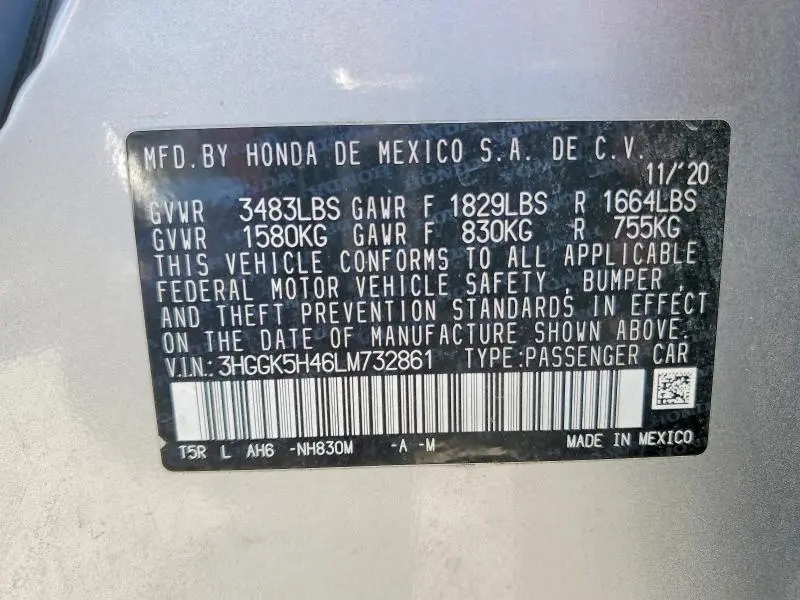 MFD.BY HONDA DE MEXICO S.A. DE C.V.
11/'20
GVWR 3483LBS GAWR F 1829LBS R 1664LBS
GVWR 1580KG GAWR F 830KG R 755KG
THIS VEHICLE CONFORMS TO ALL APPLICABLE
FEDERAL MOTOR VEHICLE SAFETY, BUMPER,
AND THEFT PREVENTION STANDARDS IN EFFECT
ON THE DATE OF MANUFACTURE SHOWN ABOVE.
V.I.N.: 3HGGK5H46LM732861 TYPE:PASSENGER CAR
T5R L AH6 -NH830M -A -M MADE IN MEXICO